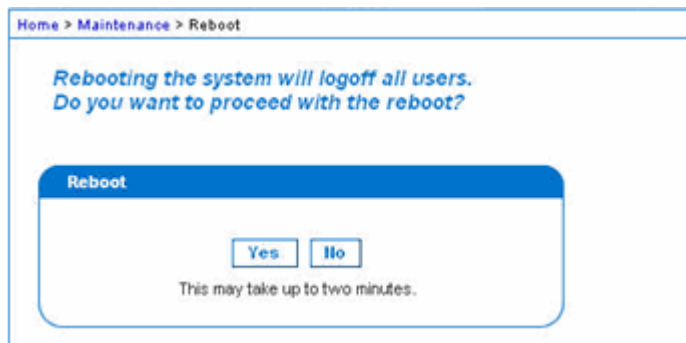 Home > Maintenance > Reboot
Rebooting the system will logoff all users.
Do you want to proceed with the reboot?
Reboot
Yes No
This may take up to two minutes.